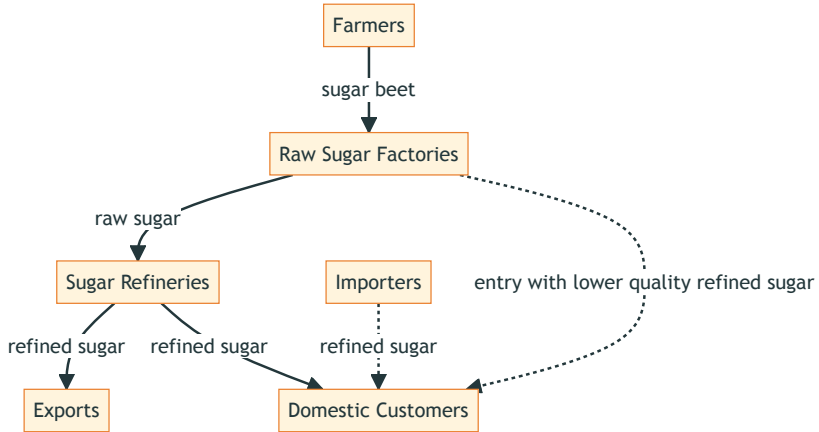 Farmers
sugar beet
Raw Sugar Factories
raw sugar
Sugar Refineries
Importers
entry with lower quality refined sugar
refined sugar
refined sugar
refined sugar
Exports
Domestic Customers